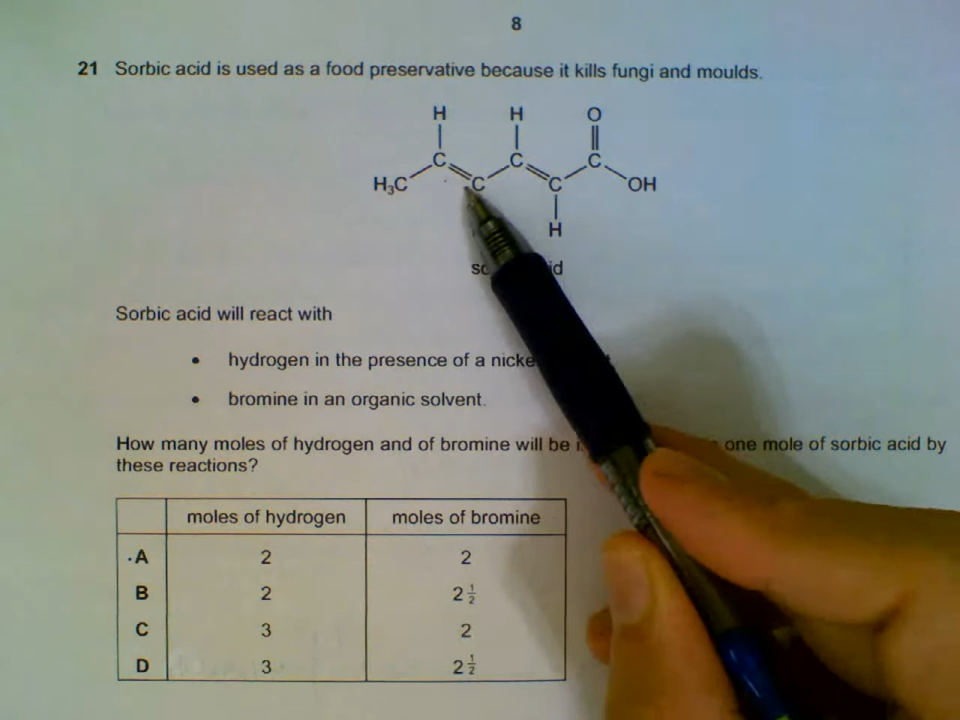 8
21 Sorbic acid is used as a food preservative because it kills fungi and moulds.
H H O
C C C
H₃C C C OH
H
Sorbic acid will react with
• hydrogen in the presence of a
• bromine in an organic solvent.
How many moles of hydrogen and of bromine will be one mole of sorbic acid by
these reactions?
moles of hydrogen moles of bromine
A 2 2
B 2 2½
C 3 2
D 3 2½